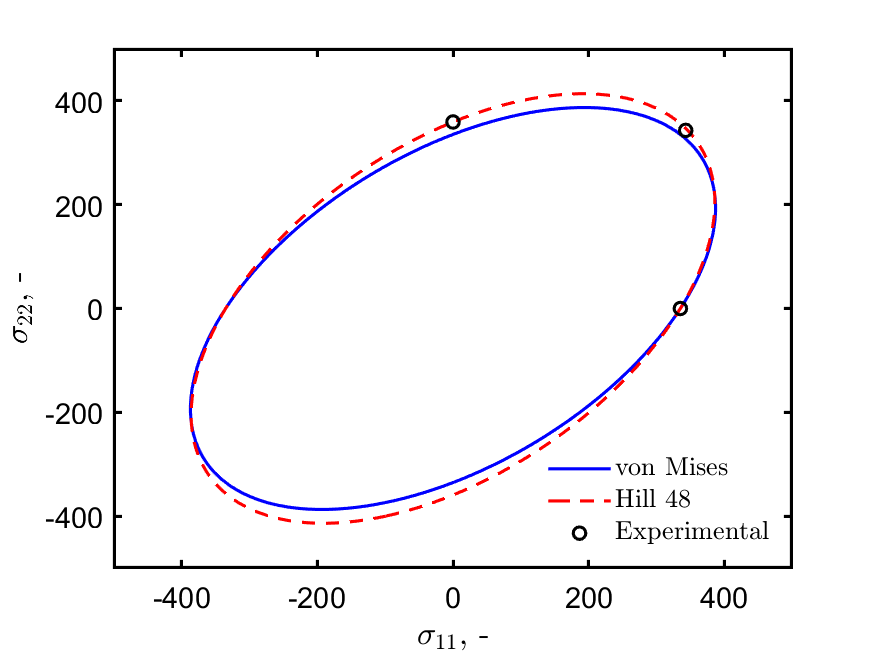 400
200
0
-200
-400
σ22, -
-400 -200 0 200 400
σ11, -
von Mises
Hill 48
Experimental